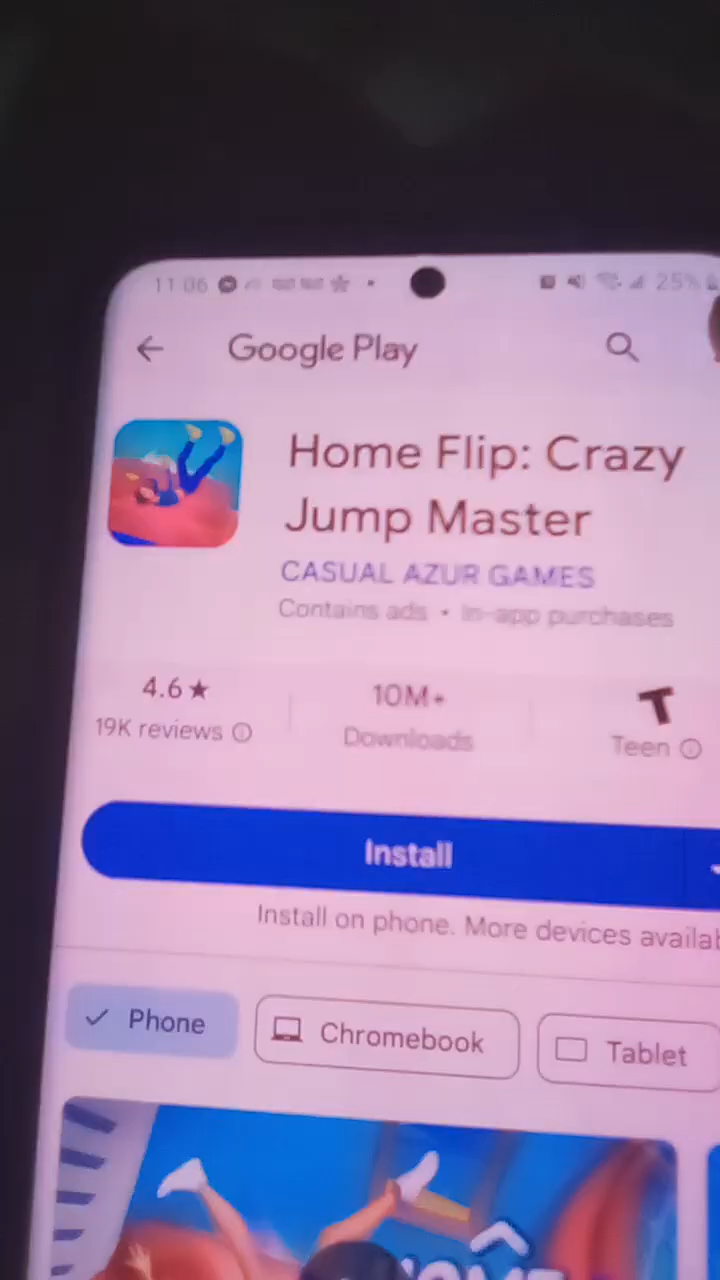 11:06
25%
Google Play
Home Flip: Crazy
Jump Master
CASUAL AZUR GAMES
Contains ads • In-app purchases
4.6★
10M+
T
19K reviews
Downloads
Teen
Install
Install on phone. More devices availab
Phone
Chromebook
Tablet